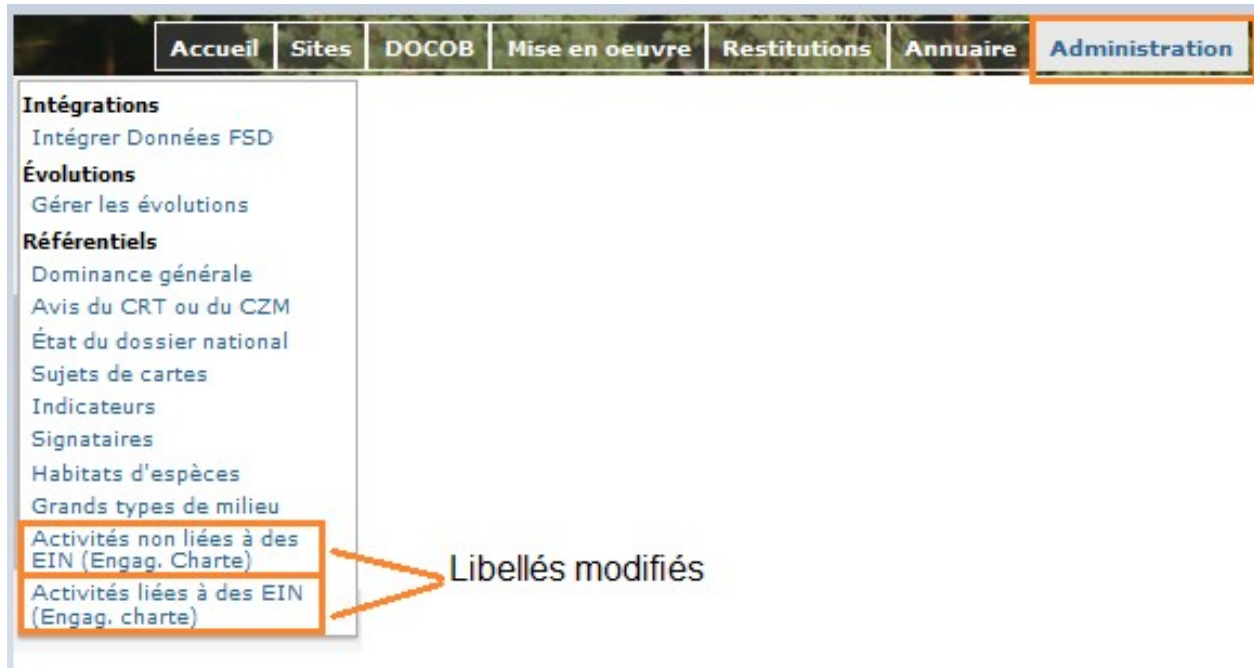 Accueil Sites DOCOB Mise en oeuvre Restitutions Annuaire Administration
Intégrations
Intégrer Données FSD
Évolutions
Gérer les évolutions
Référentiels
Dominance générale
Avis du CRT ou du CZM
État du dossier national
Sujets de cartes
Indicateurs
Signataires
Habitats d'espèces
Grands types de milieu
Activités non liées à des
EIN (Engag. Charte)
Activités liées à des EIN
(Engag. charte)
Libellés modifiés